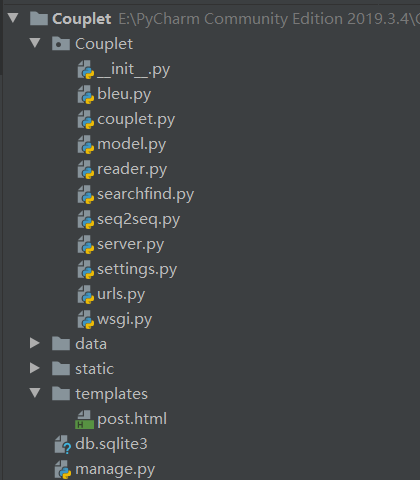 Couplet E:\PyCharm Community Edition 2019.3.4\
Couplet
__init__.py
bleu.py
couplet.py
model.py
reader.py
searchfind.py
seq2seq.py
server.py
settings.py
urls.py
wsgi.py
data
static
templates
post.html
db.sqlite3
manage.py